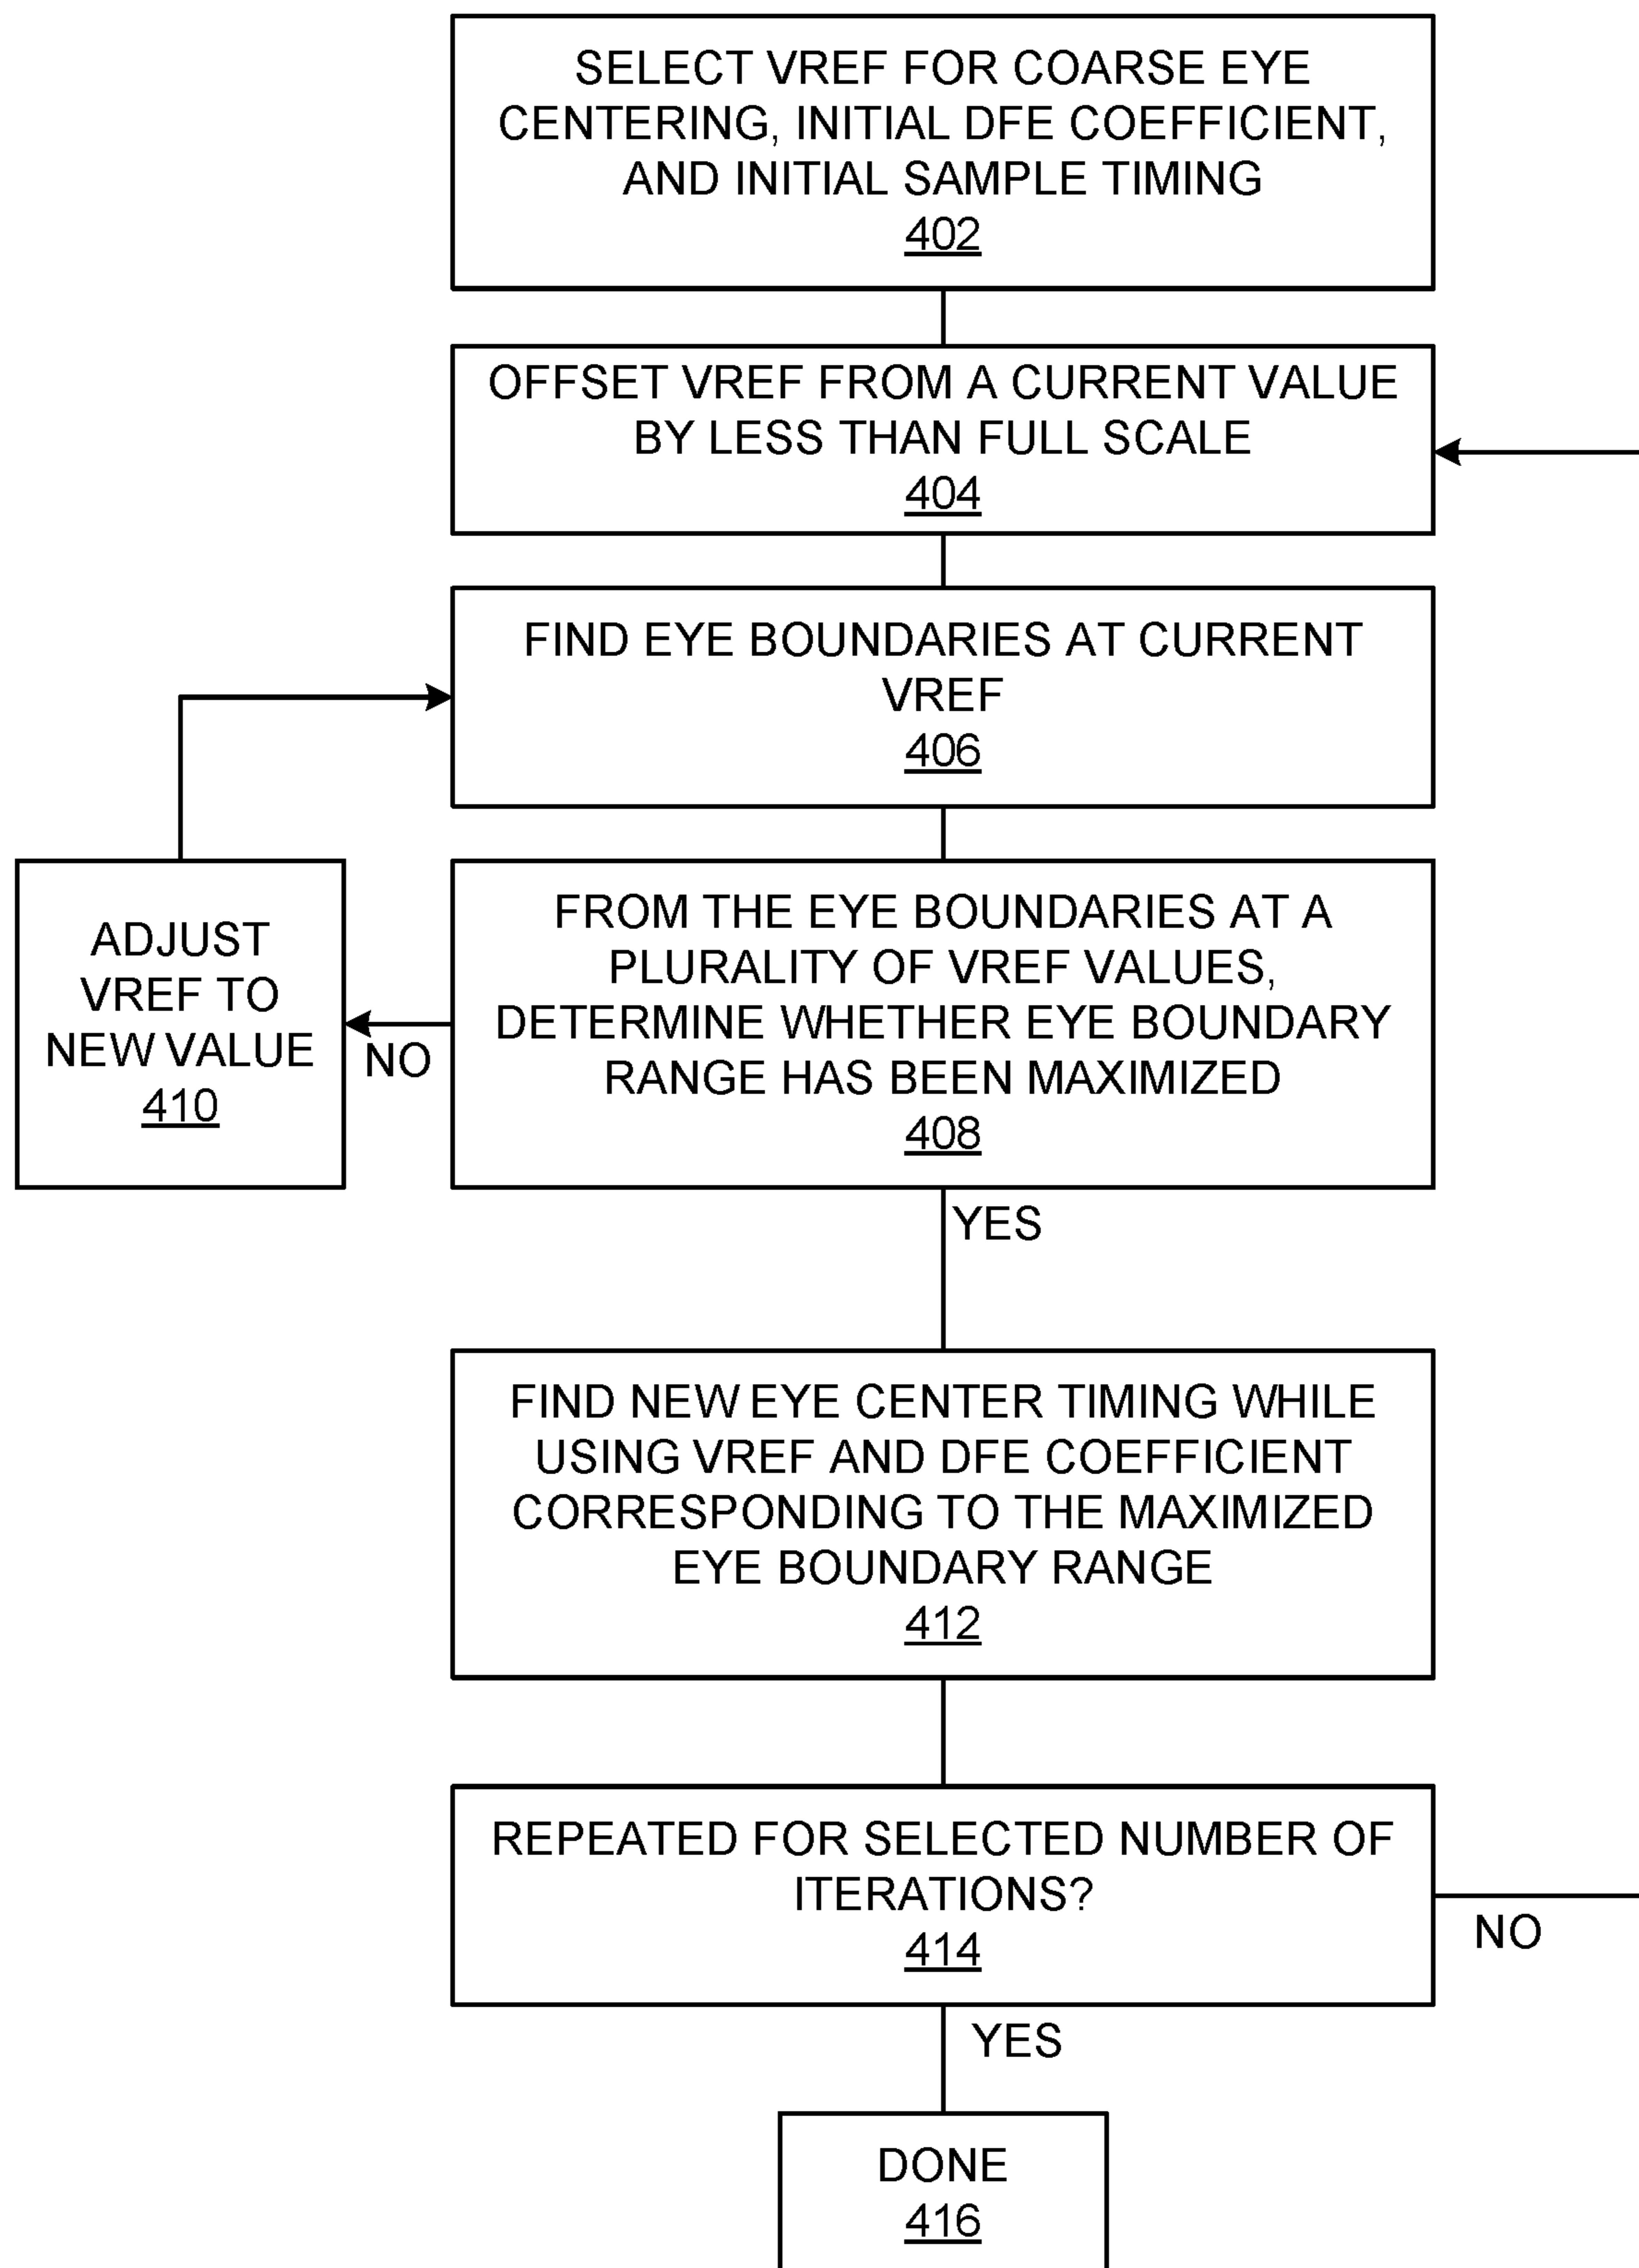 SELECT VREF FOR COARSE EYE
CENTERING, INITIAL DFE COEFFICIENT,
AND INITIAL SAMPLE TIMING
402
OFFSET VREF FROM A CURRENT VALUE
BY LESS THAN FULL SCALE
404
FIND EYE BOUNDARIES AT CURRENT
VREF
406
ADJUST
VREF TO
NEW VALUE
410
NO
FROM THE EYE BOUNDARIES AT A
PLURALITY OF VREF VALUES,
DETERMINE WHETHER EYE BOUNDARY
RANGE HAS BEEN MAXIMIZED
408
YES
FIND NEW EYE CENTER TIMING WHILE
USING VREF AND DFE COEFFICIENT
CORRESPONDING TO THE MAXIMIZED
EYE BOUNDARY RANGE
412
REPEATED FOR SELECTED NUMBER OF
ITERATIONS?
414
NO
YES
DONE
416